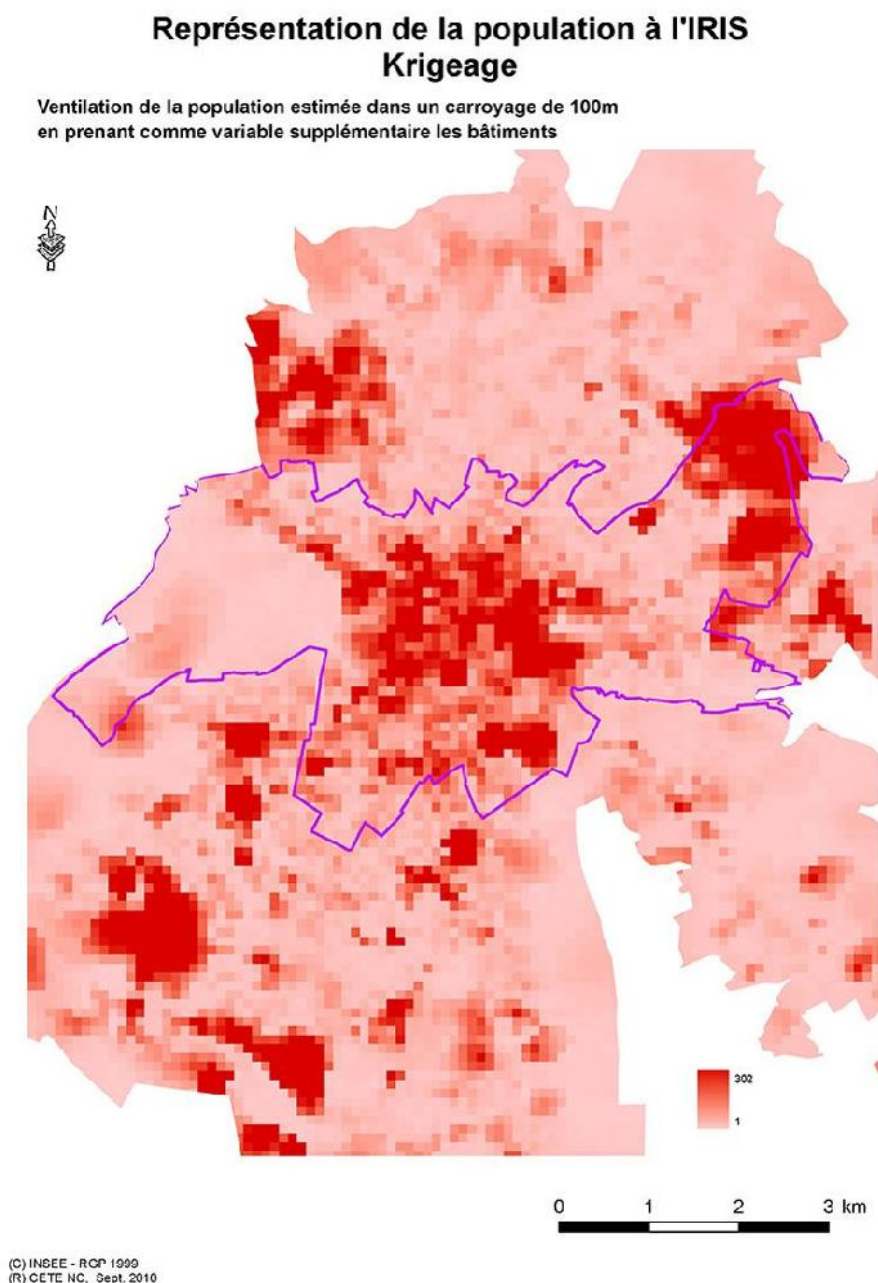 Représentation de la population à l'IRIS
Krigeage
Ventilation de la population estimée dans un carroyage de 100m
en prenant comme variable supplémentaire les bâtiments
N
302
1
0 1 2 3 km
(C) INSEE - RGP 1999
(R) CETE NC, Sept. 2010